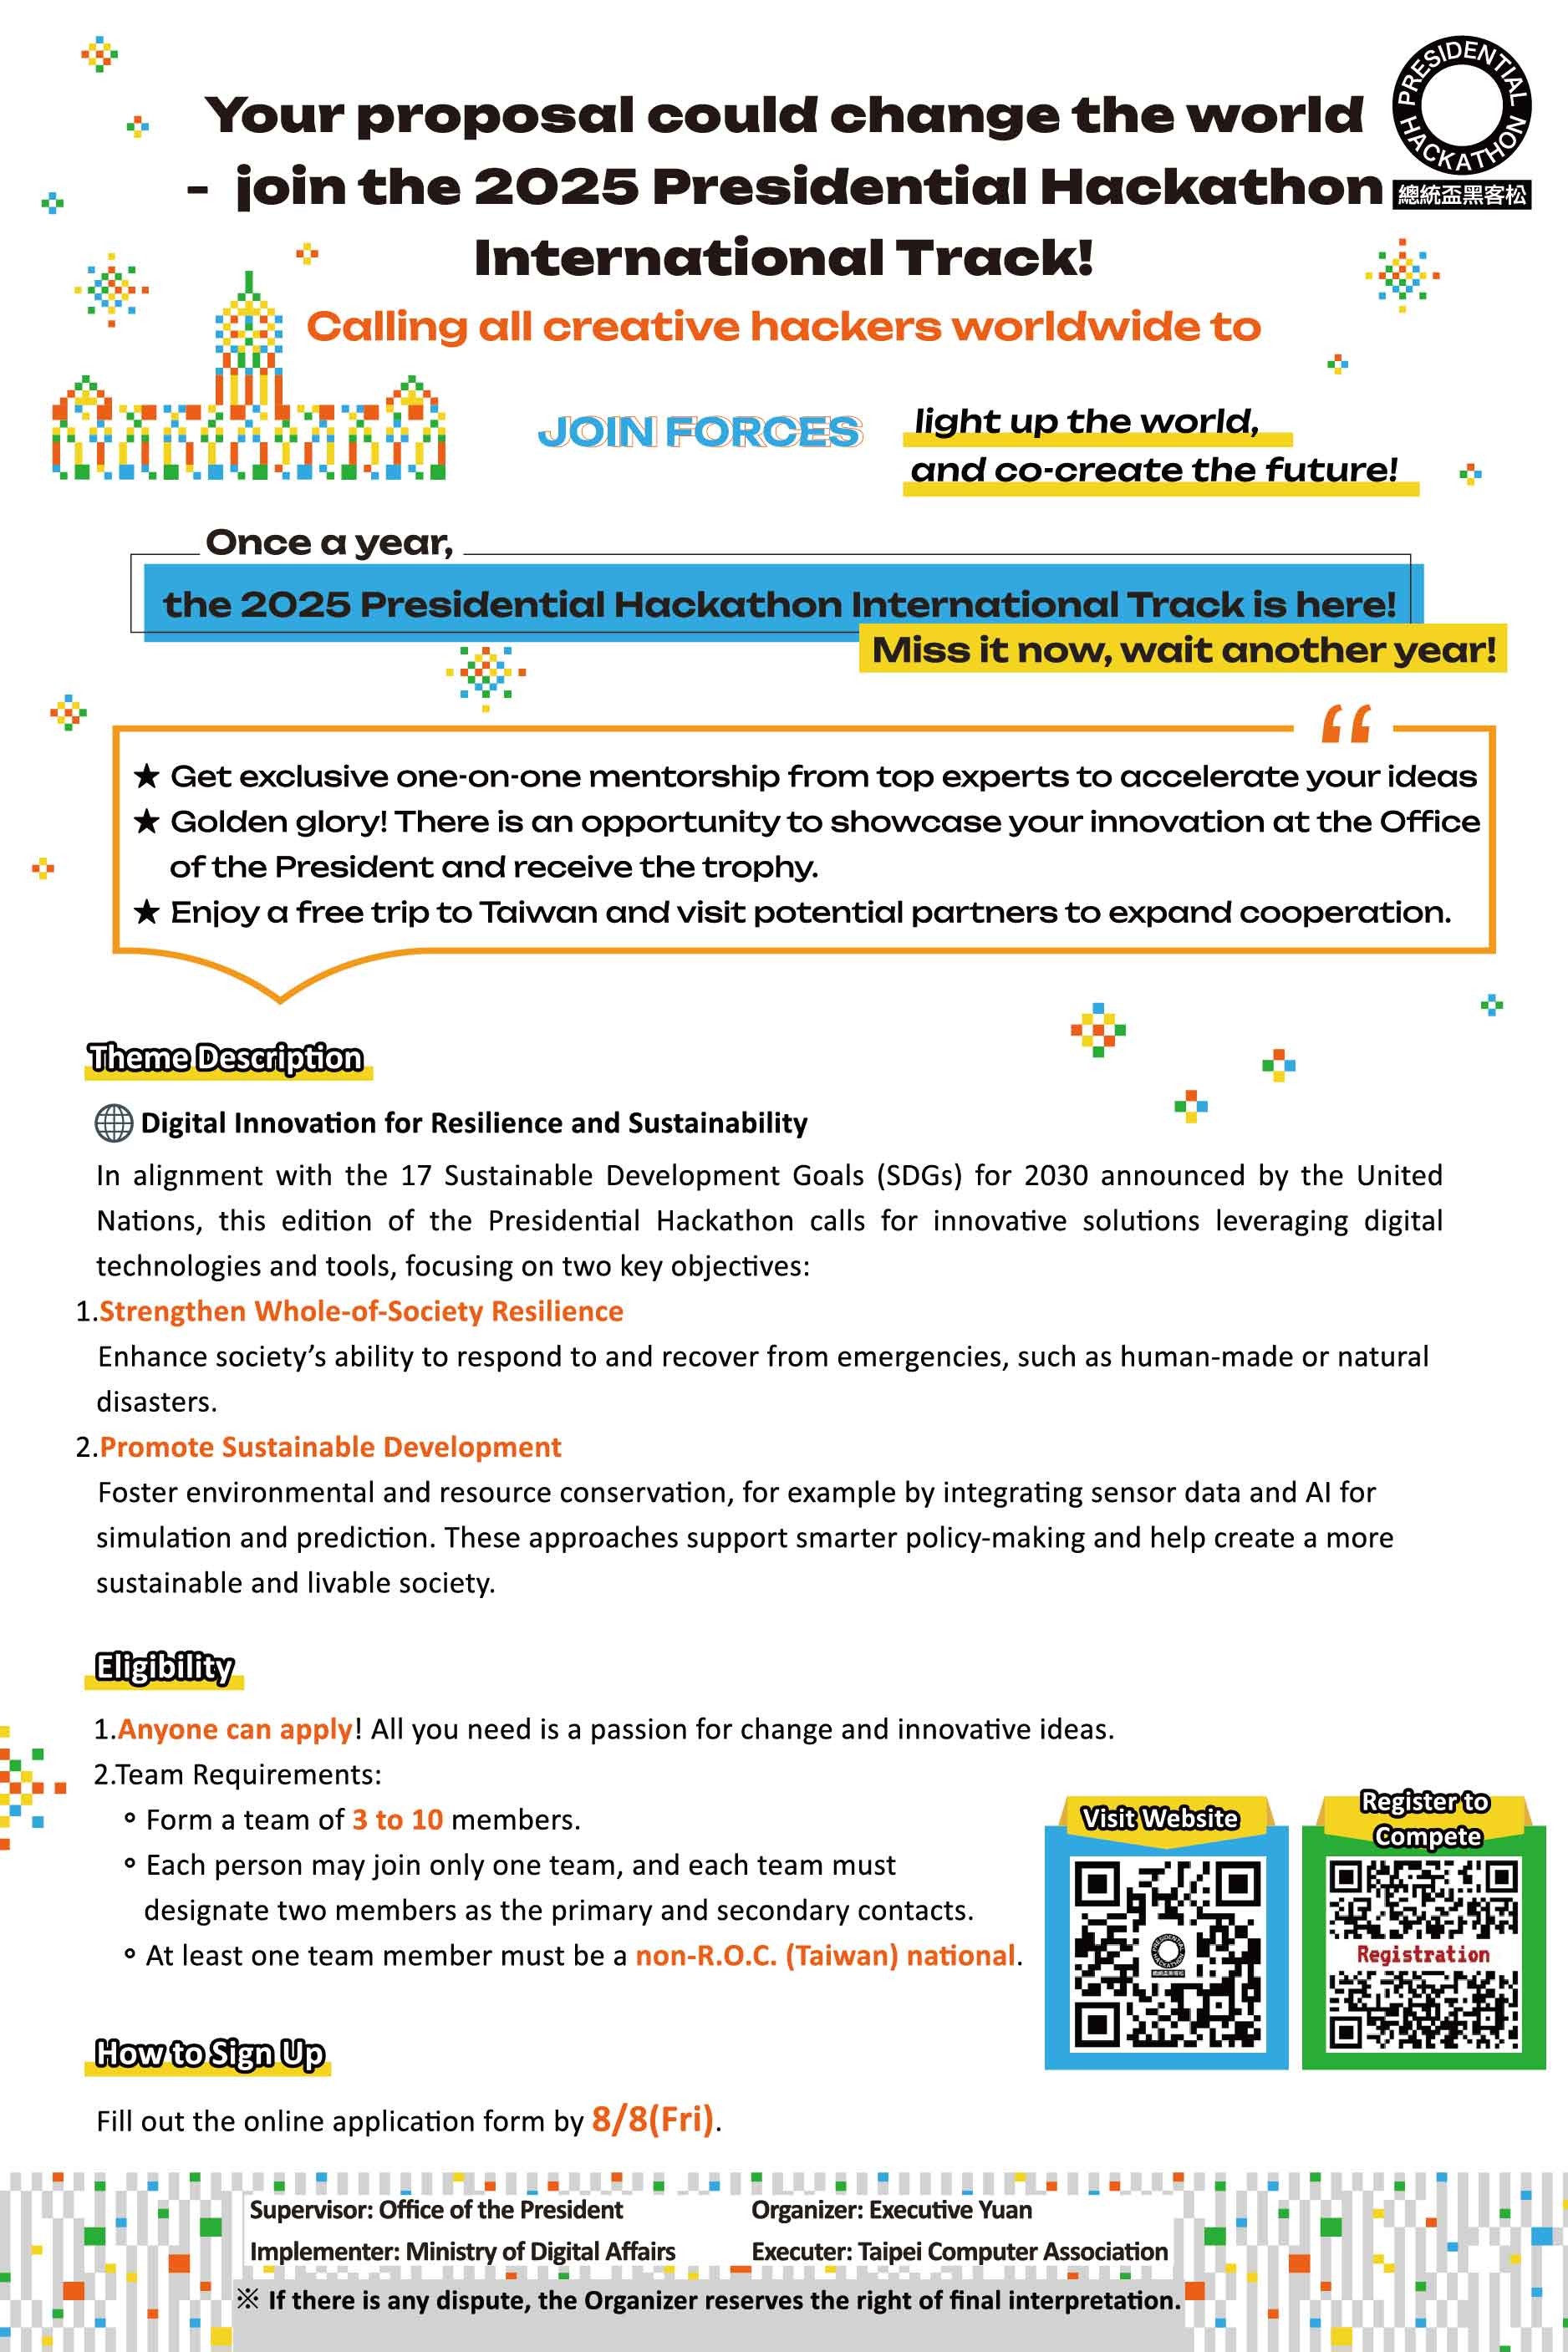 PRESIDENTIAL HACKATHON
總統盃黑客松
Your proposal could change the world
- join the 2025 Presidential Hackathon
International Track!
Calling all creative hackers worldwide to
JOIN FORCES
light up the world,
and co-create the future!
Once a year,
the 2025 Presidential Hackathon International Track is here!
Miss it now, wait another year!
“
★ Get exclusive one-on-one mentorship from top experts to accelerate your ideas
★ Golden glory! There is an opportunity to showcase your innovation at the Office
of the President and receive the trophy.
★ Enjoy a free trip to Taiwan and visit potential partners to expand cooperation.
Theme Description
Digital Innovation for Resilience and Sustainability
In alignment with the 17 Sustainable Development Goals (SDGs) for 2030 announced by the United
Nations, this edition of the Presidential Hackathon calls for innovative solutions leveraging digital
technologies and tools, focusing on two key objectives:
1.Strengthen Whole-of-Society Resilience
Enhance society’s ability to respond to and recover from emergencies, such as human-made or natural
disasters.
2.Promote Sustainable Development
Foster environmental and resource conservation, for example by integrating sensor data and AI for
simulation and prediction. These approaches support smarter policy-making and help create a more
sustainable and livable society.
Eligibility
1.Anyone can apply! All you need is a passion for change and innovative ideas.
2.Team Requirements:
∘ Form a team of 3 to 10 members.
∘ Each person may join only one team, and each team must
designate two members as the primary and secondary contacts.
∘ At least one team member must be a non-R.O.C. (Taiwan) national.
Visit Website
PRESIDENTIAL HACKATHON
總統盃黑客松
Register to
Compete
Registration
How to Sign Up
Fill out the online application form by 8/8(Fri).
Supervisor: Office of the President
Organizer: Executive Yuan
Implementer: Ministry of Digital Affairs
Executer: Taipei Computer Association
※ If there is any dispute, the Organizer reserves the right of final interpretation.